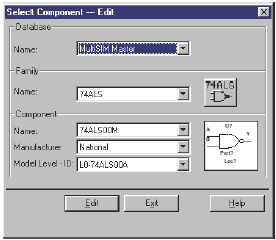 Select Component --- Edit
Database
Name: MultiSIM Master
Family
Name: 74ALS
74ALS
Component
Name: 74ALS00M
Manufacturer: National
Model Level - ID: L0-74ALS00A
U?
A
B
Y
Part?
Loc?
Edit Exit Help